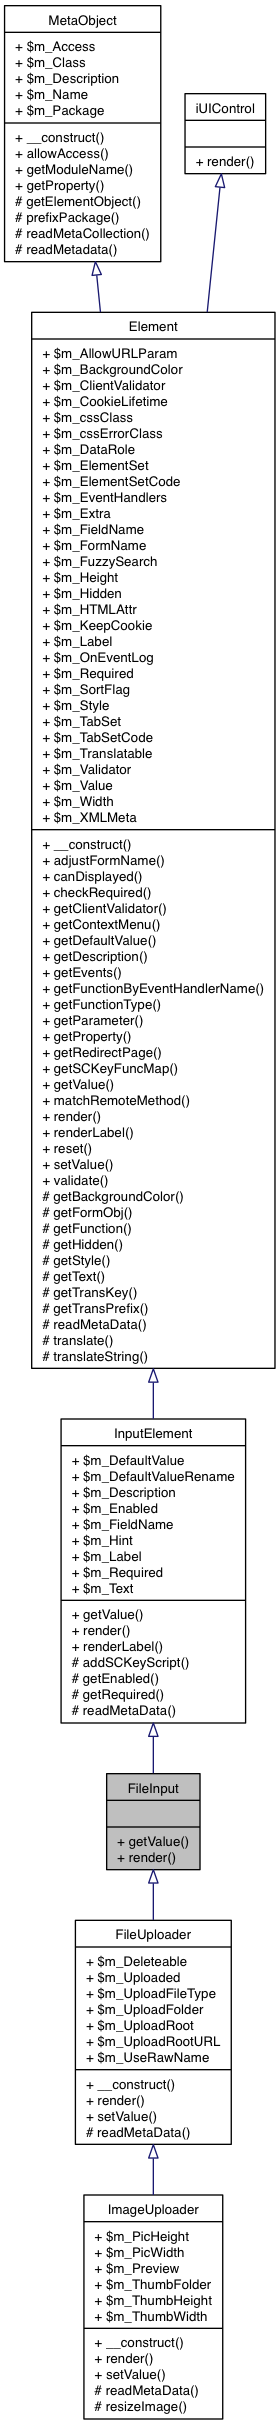 MetaObject
+ $m_Access
+ $m_Class
+ $m_Description
+ $m_Name
+ $m_Package
+ __construct()
+ allowAccess()
+ getModuleName()
+ getProperty()
# getElementObject()
# prefixPackage()
# readMetaCollection()
# readMetadata()
iUIControl
+ render()
Element
+ $m_AllowURLParam
+ $m_BackgroundColor
+ $m_ClientValidator
+ $m_CookieLifetime
+ $m_cssClass
+ $m_cssErrorClass
+ $m_DataRole
+ $m_ElementSet
+ $m_ElementSetCode
+ $m_EventHandlers
+ $m_Extra
+ $m_FieldName
+ $m_FormName
+ $m_FuzzySearch
+ $m_Height
+ $m_Hidden
+ $m_HTMLAttr
+ $m_KeepCookie
+ $m_Label
+ $m_OnEventLog
+ $m_Required
+ $m_SortFlag
+ $m_Style
+ $m_TabSet
+ $m_TabSetCode
+ $m_Translatable
+ $m_Validator
+ $m_Value
+ $m_Width
+ $m_XMLMeta
+ __construct()
+ adjustFormName()
+ canDisplayed()
+ checkRequired()
+ getClientValidator()
+ getContextMenu()
+ getDefaultValue()
+ getDescription()
+ getEvents()
+ getFunctionByEventHandlerName()
+ getFunctionType()
+ getParameter()
+ getProperty()
+ getRedirectPage()
+ getSCKeyFuncMap()
+ getValue()
+ matchRemoteMethod()
+ render()
+ renderLabel()
+ reset()
+ setValue()
+ validate()
# getBackgroundColor()
# getFormObj()
# getFunction()
# getHidden()
# getStyle()
# getText()
# getTransKey()
# getTransPrefix()
# readMetaData()
# translate()
# translateString()
InputElement
+ $m_DefaultValue
+ $m_DefaultValueRename
+ $m_Description
+ $m_Enabled
+ $m_FieldName
+ $m_Hint
+ $m_Label
+ $m_Required
+ $m_Text
+ getValue()
+ render()
+ renderLabel()
# addSCKeyScript()
# getEnabled()
# getRequired()
# readMetaData()
FileInput
+ getValue()
+ render()
FileUploader
+ $m_Deleteable
+ $m_Uploaded
+ $m_UploadFileType
+ $m_UploadFolder
+ $m_UploadRoot
+ $m_UploadRootURL
+ $m_UseRawName
+ __construct()
+ render()
+ setValue()
# readMetaData()
ImageUploader
+ $m_PicHeight
+ $m_PicWidth
+ $m_Preview
+ $m_ThumbFolder
+ $m_ThumbHeight
+ $m_ThumbWidth
+ __construct()
+ render()
+ setValue()
# readMetaData()
# resizeImage()